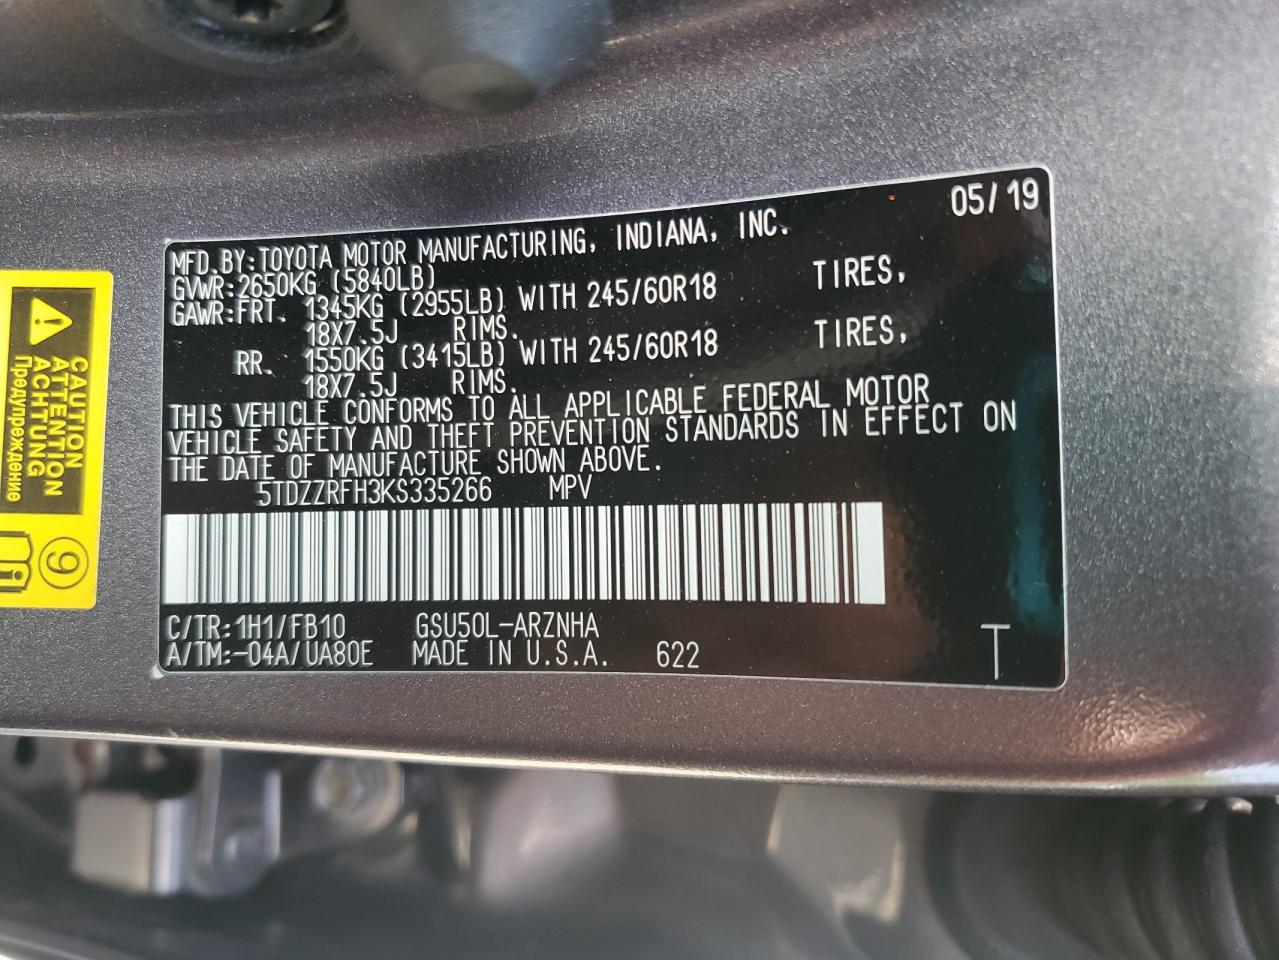 05/19
MFD.BY:TOYOTA MOTOR MANUFACTURING, INDIANA, INC.
GVWR:2650KG (5840LB)
GAWR:FRT. 1345KG (2955LB) WITH 245/60R18 TIRES,
18X7.5J RIMS.
RR. 1550KG (3415LB) WITH 245/60R18 TIRES,
18X7.5J RIMS.
THIS VEHICLE CONFORMS TO ALL APPLICABLE FEDERAL MOTOR
VEHICLE SAFETY AND THEFT PREVENTION STANDARDS IN EFFECT ON
THE DATE OF MANUFACTURE SHOWN ABOVE.
5TDZZRFH3KS335266 MPV
C/TR:1H1/FB10 GSU50L-ARZNHA
A/TM:-04A/UA80E MADE IN U.S.A. 622
T
CAUTION
ATTENTION
ACHTUNG
Предупреждение
9